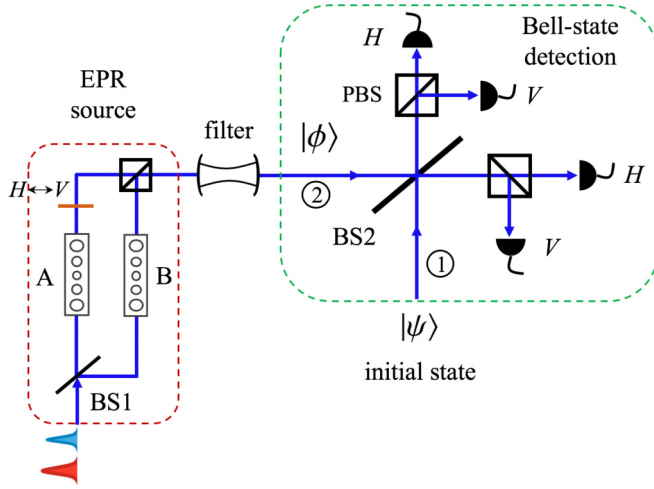 Bell-state
detection
H
PBS
V
EPR
source
filter
|ϕ⟩
H↔V
②
BS2
H
V
A
B
①
|ψ⟩
initial state
BS1